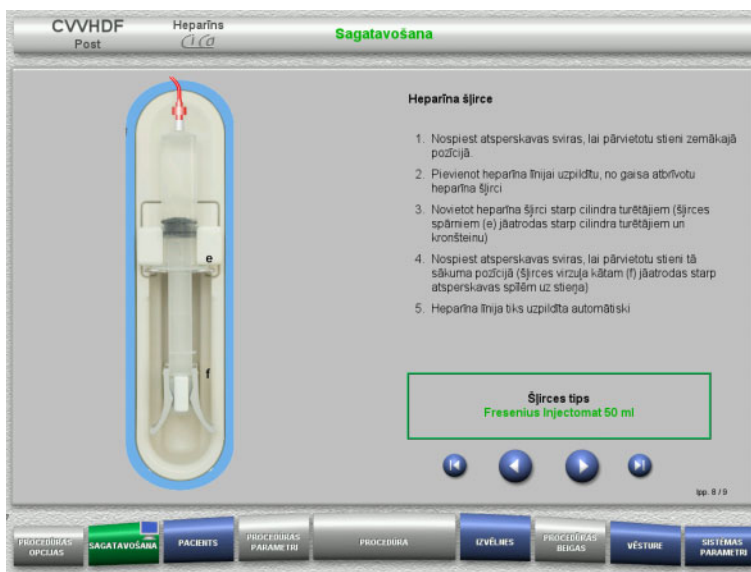 CVVHDF
Post
Heparīns
Ci Ca
Sagatavošana
Heparīna šļirce
1. Nospiest atsperskavas sviras, lai pārvietotu stieni zemākajā
pozīcijā.
2. Pievienot heparīna līnijai uzpildītu, no gaisa atbrīvotu
heparīna šļirci
3. Novietot heparīna šļirci starp cilindra turētājiem (šļirces
spārniem (e) jāatrodas starp cilindra turētājiem un
kronšteinu)
4. Nospiest atsperskavas sviras, lai pārvietotu stieni tā
sākuma pozīcijā (šļirces virzuļa kātam (f) jāatrodas starp
atsperskavas spīlēm uz stieņa)
5. Heparīna līnija tiks uzpildīta automātiski
e
f
Šļirces tips
Fresenius Injectomat 50 ml
lpp. 8 / 9
PROCEDŪRAS
OPCIJAS
SAGATAVOŠANA
PACIENTS
PROCEDŪRAS
PARAMETRI
PROCEDŪRA
IZVĒLNES
PROCEDŪRAS
BEIGAS
VĒSTURE
SISTĒMAS
PARAMETRI